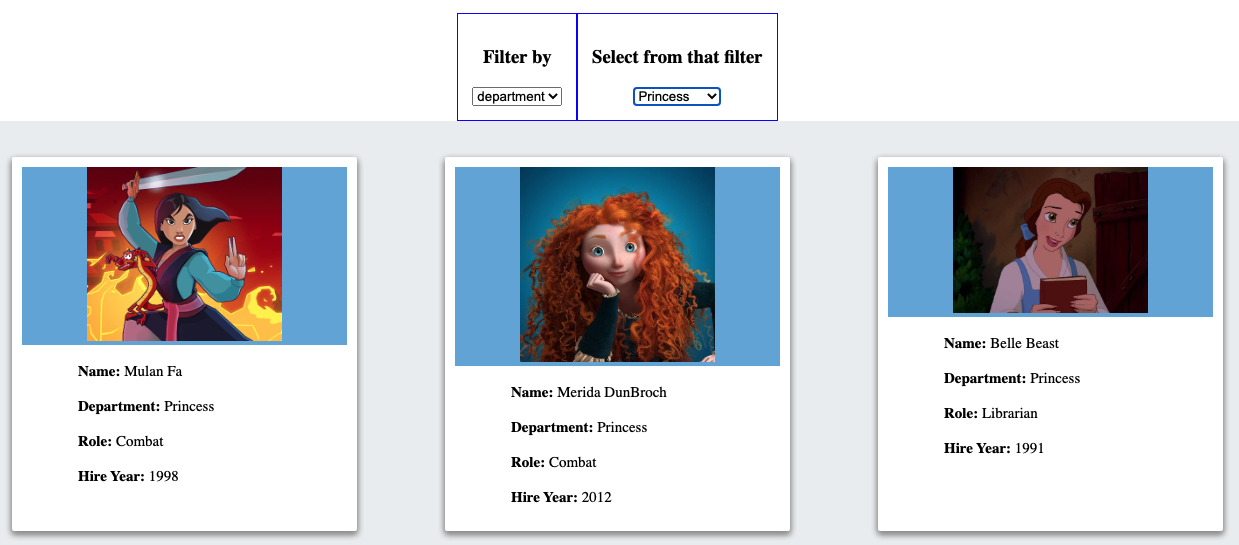 Filter by
Select from that filter
department
Princess
Name: Mulan Fa
Department: Princess
Role: Combat
Hire Year: 1998
Name: Merida DunBroch
Department: Princess
Role: Combat
Hire Year: 2012
Name: Belle Beast
Department: Princess
Role: Librarian
Hire Year: 1991